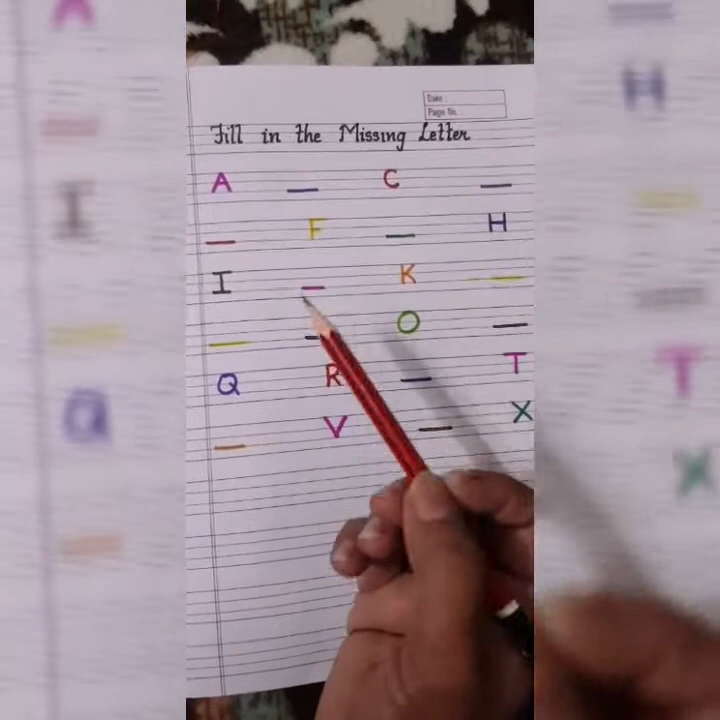 Date :
Page No.
Fill in the Missing Letter
A _ C _
_ F _ H
I _ K _
_ _ O _
Q R _ T
_ V _ X